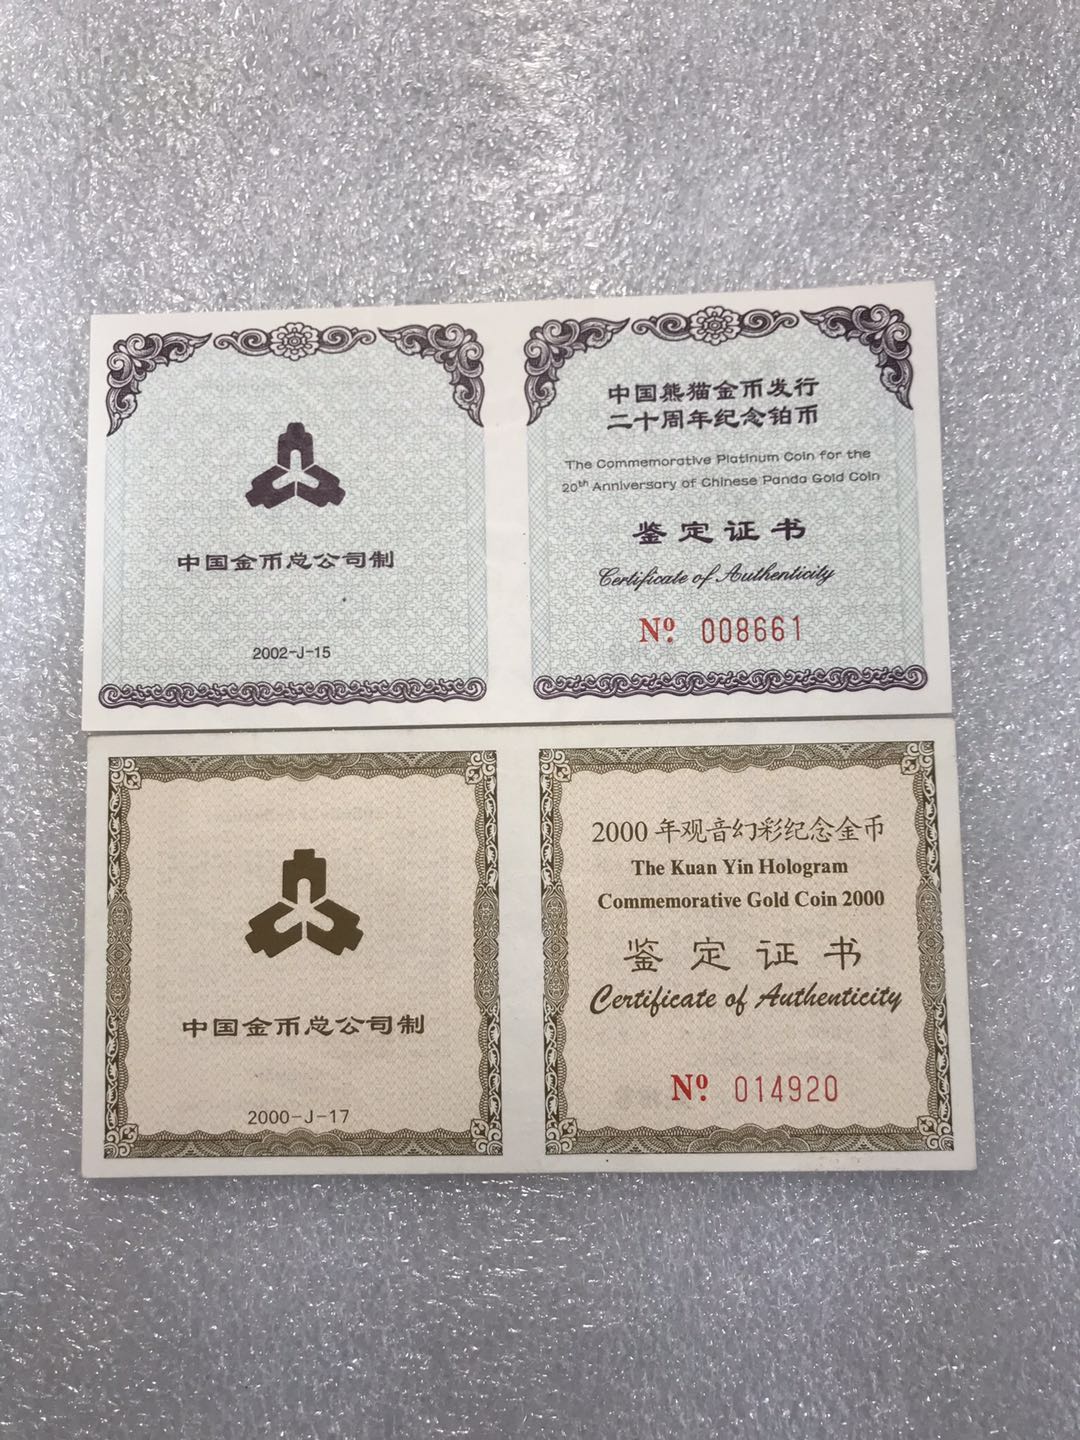 中国金币总公司制
2002-J-15
中国熊猫金币发行
二十周年纪念铂币
The Commemorative Platinum Coin for the
20th Anniversary of Chinese Panda Gold Coin
鉴定证书
Certificate of Authenticity
Nº. 008661
中国金币总公司制
2000-J-17
2000年观音幻彩纪念金币
The Kuan Yin Hologram
Commemorative Gold Coin 2000
鉴定证书
Certificate of Authenticity
Nº. 014920